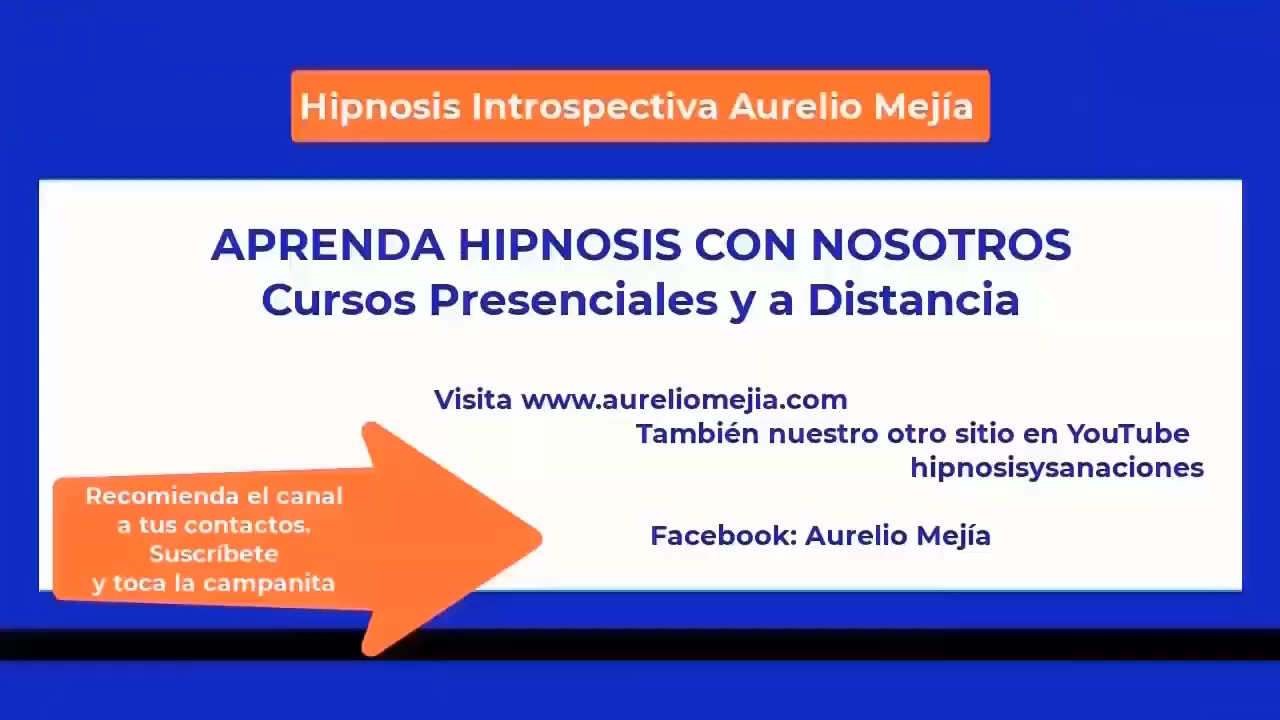 Hipnosis Introspectiva Aurelio Mejía
APRENDA HIPNOSIS CON NOSOTROS
Cursos Presenciales y a Distancia
Visita www.aureliomejia.com
También nuestro otro sitio en YouTube
hipnosisysanaciones
Facebook: Aurelio Mejía
Recomienda el canal
a tus contactos.
Suscríbete
y toca la campanita